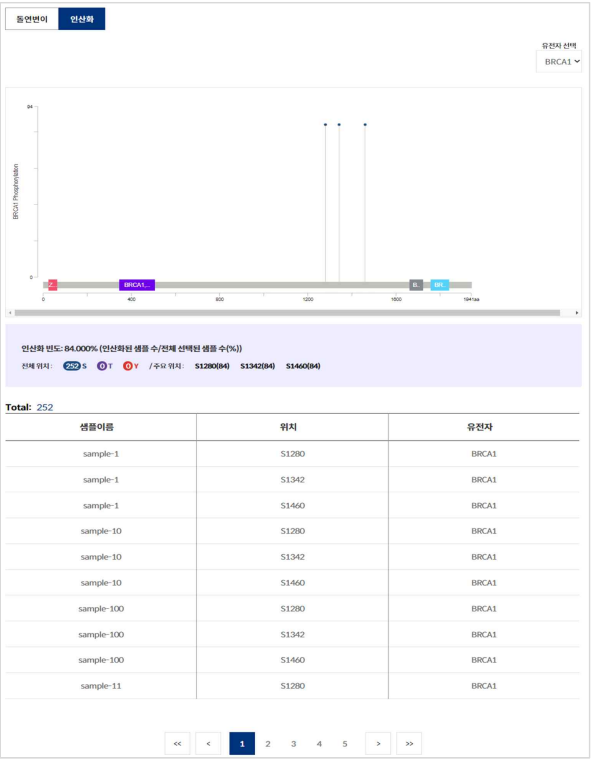 돌연변이 인산화
유전자 선택
BRCA1
84
BRCA1 Phosphorylation
0
Z.. BRCA1_... B.. BR..
0 400 800 1200 1600 1941aa
인산화 빈도: 84.000% (인산화된 샘플 수/전체 선택된 샘플 수(%))
전체 위치: 252 S 0 T 0 Y / 주요 위치: S1280(84) S1342(84) S1460(84)
Total: 252
샘플이름 위치 유전자
sample-1 S1280 BRCA1
sample-1 S1342 BRCA1
sample-1 S1460 BRCA1
sample-10 S1280 BRCA1
sample-10 S1342 BRCA1
sample-10 S1460 BRCA1
sample-100 S1280 BRCA1
sample-100 S1342 BRCA1
sample-100 S1460 BRCA1
sample-11 S1280 BRCA1
<< < 1 2 3 4 5 > >>